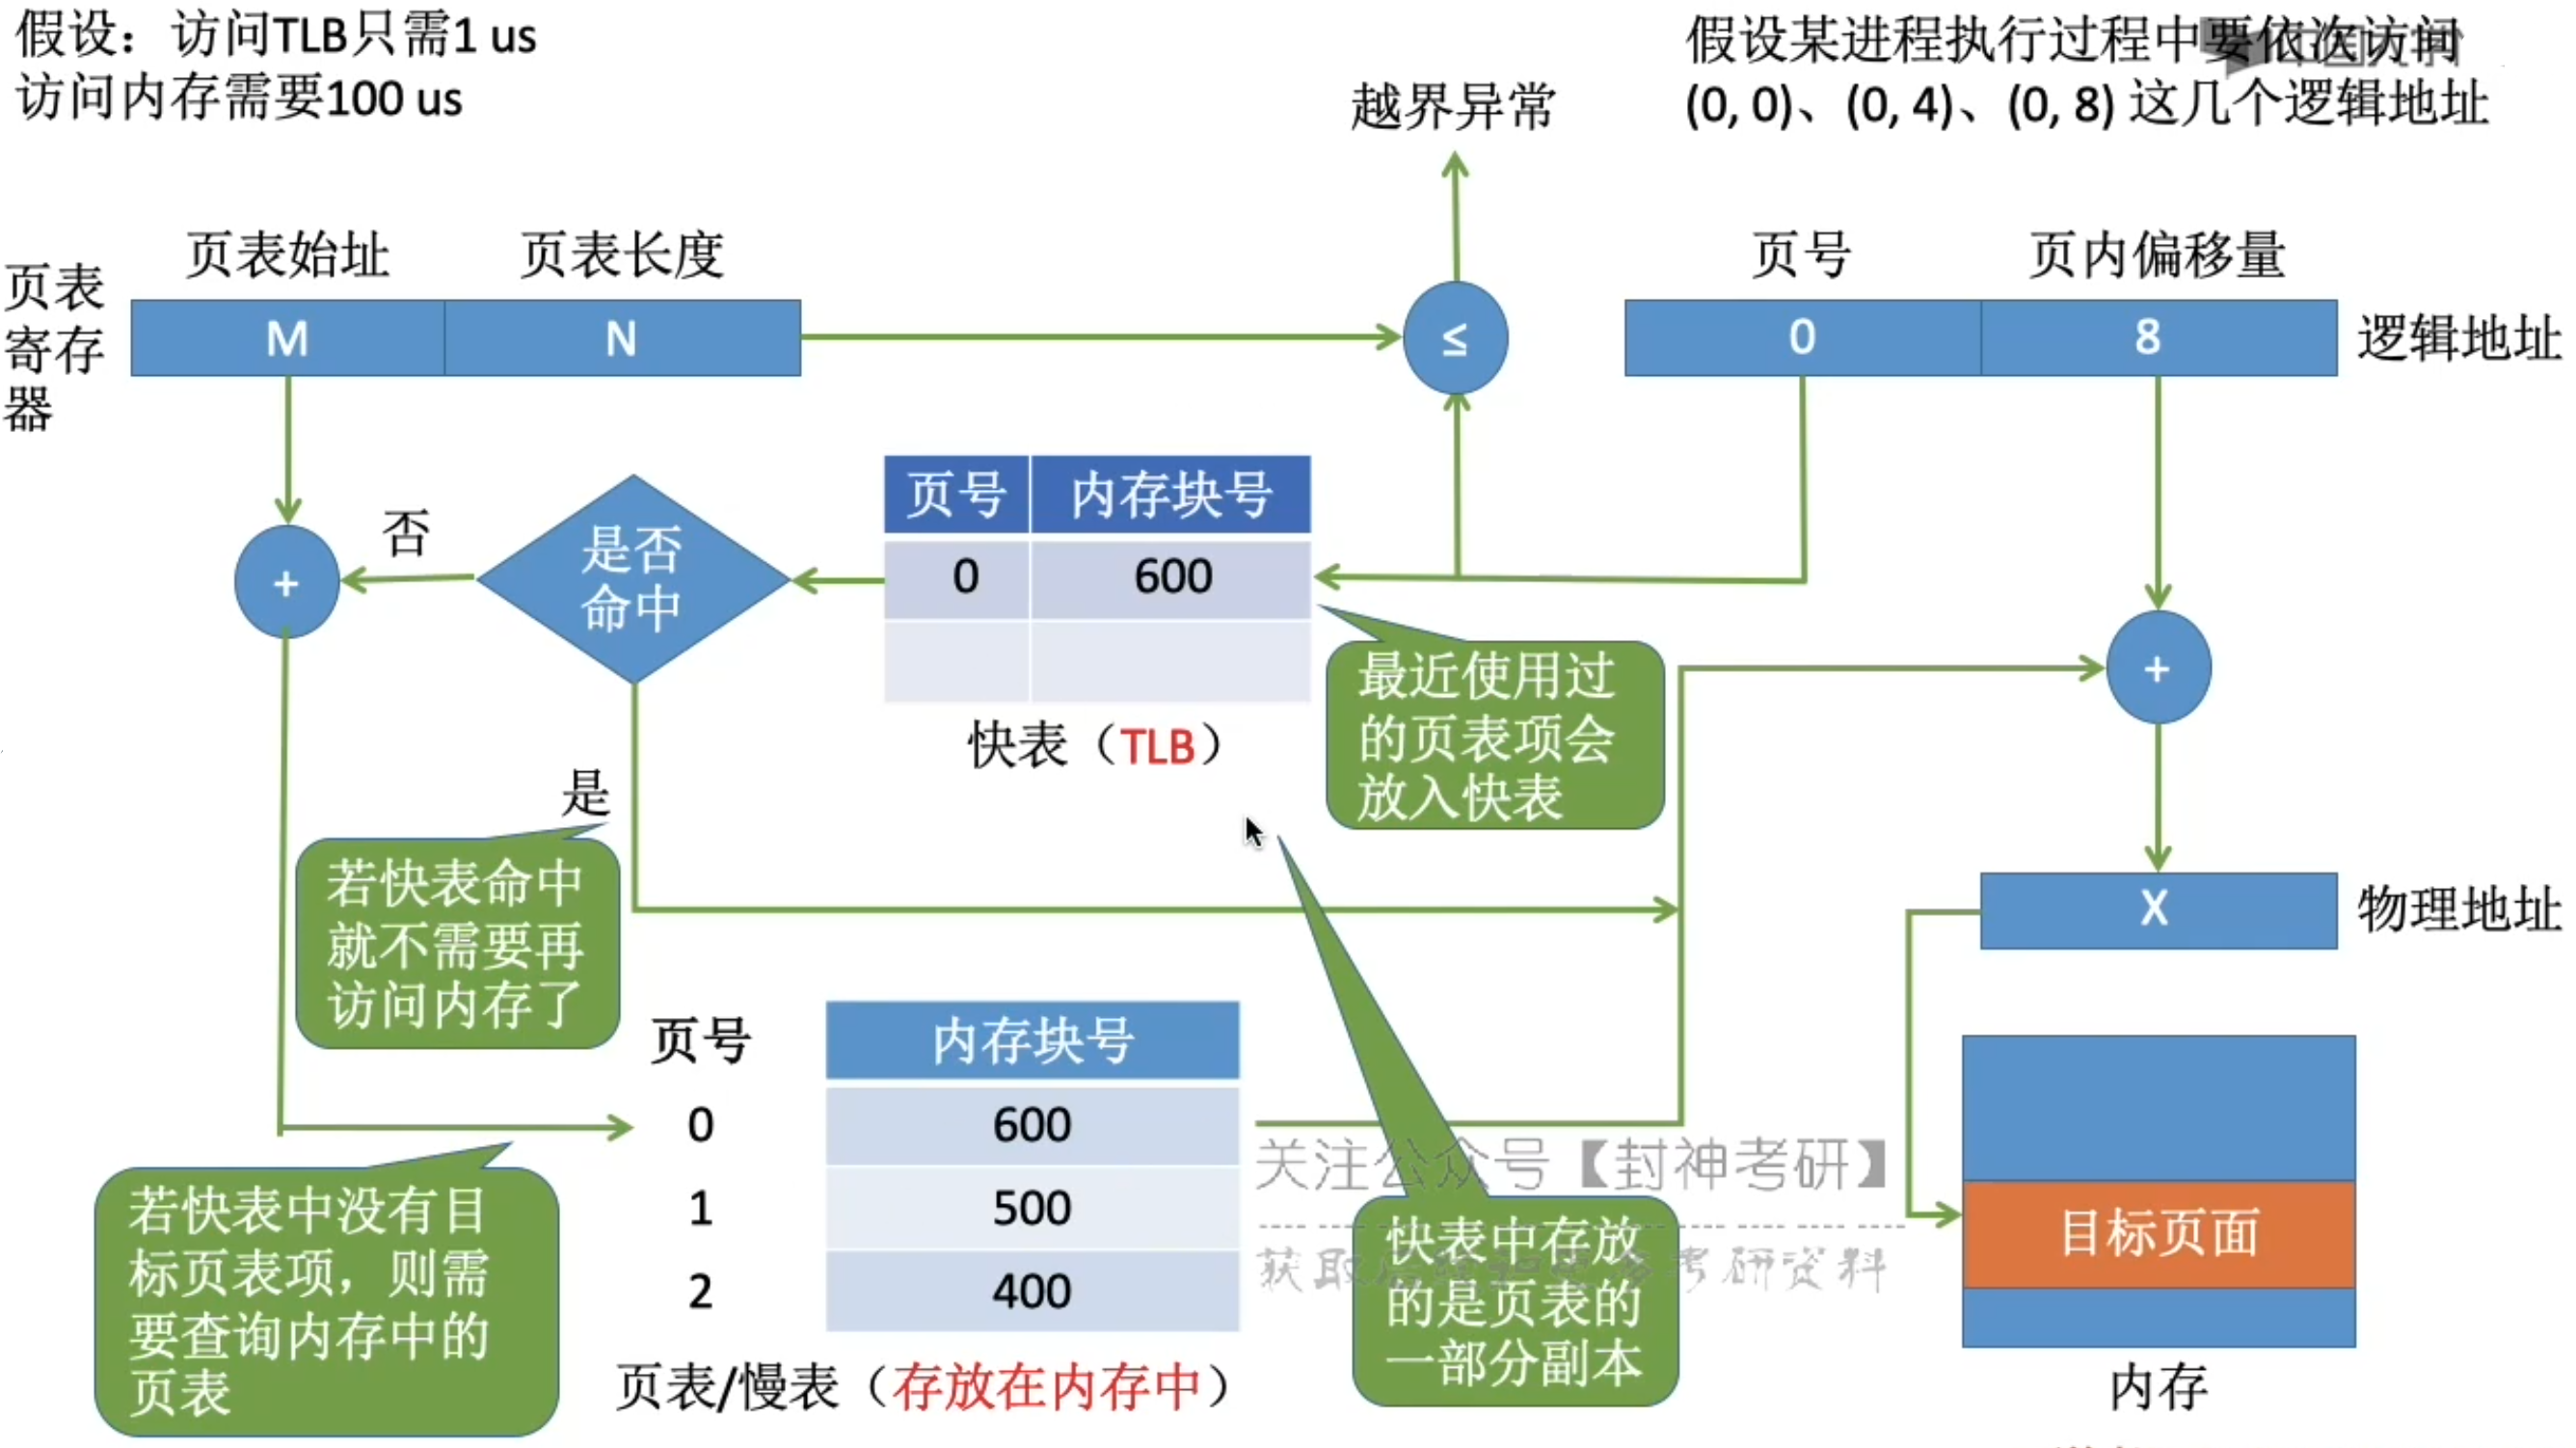 假设：访问TLB只需1 us
访问内存需要100 us
假设某进程执行过程中要依次访问
(0, 0)、(0, 4)、(0, 8) 这几个逻辑地址
越界异常
页表始址
页表长度
页号
页内偏移量
页表
寄存
器
M
N
≤
0
8
逻辑地址
页号
内存块号
0
600
快表（TLB）
是否
命中
否
+
是
最近使用过
的页表项会
放入快表
+
若快表命中
就不需要再
访问内存了
X
物理地址
页号
内存块号
0
600
1
500
2
400
页表/慢表（存放在内存中）
若快表中没有目
标页表项，则需
要查询内存中的
页表
关注公众号【封神考研】
快表中存放
的是页表的
一部分副本
目标页面
内存